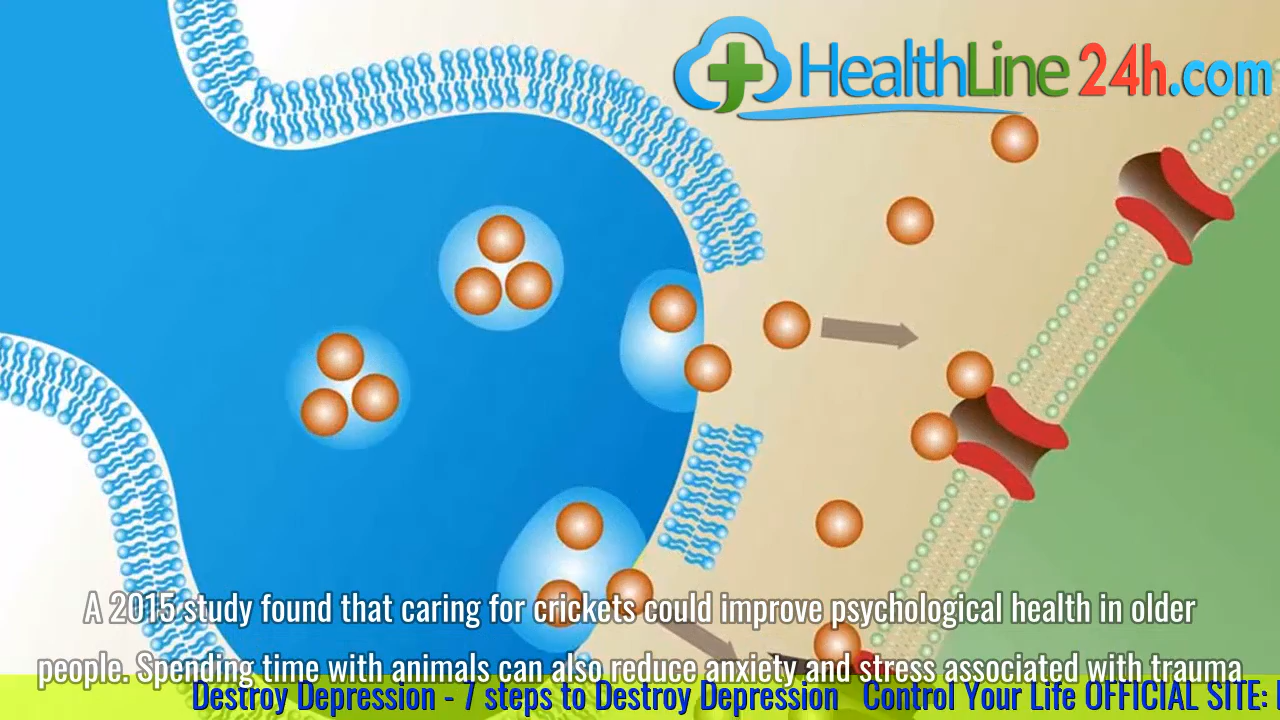 HealthLine24h.com
A 2015 study found that caring for crickets could improve psychological health in older
people. Spending time with animals can also reduce anxiety and stress associated with trauma
Destroy Depression - 7 steps to Destroy Depression Control Your Life OFFICIAL SITE: